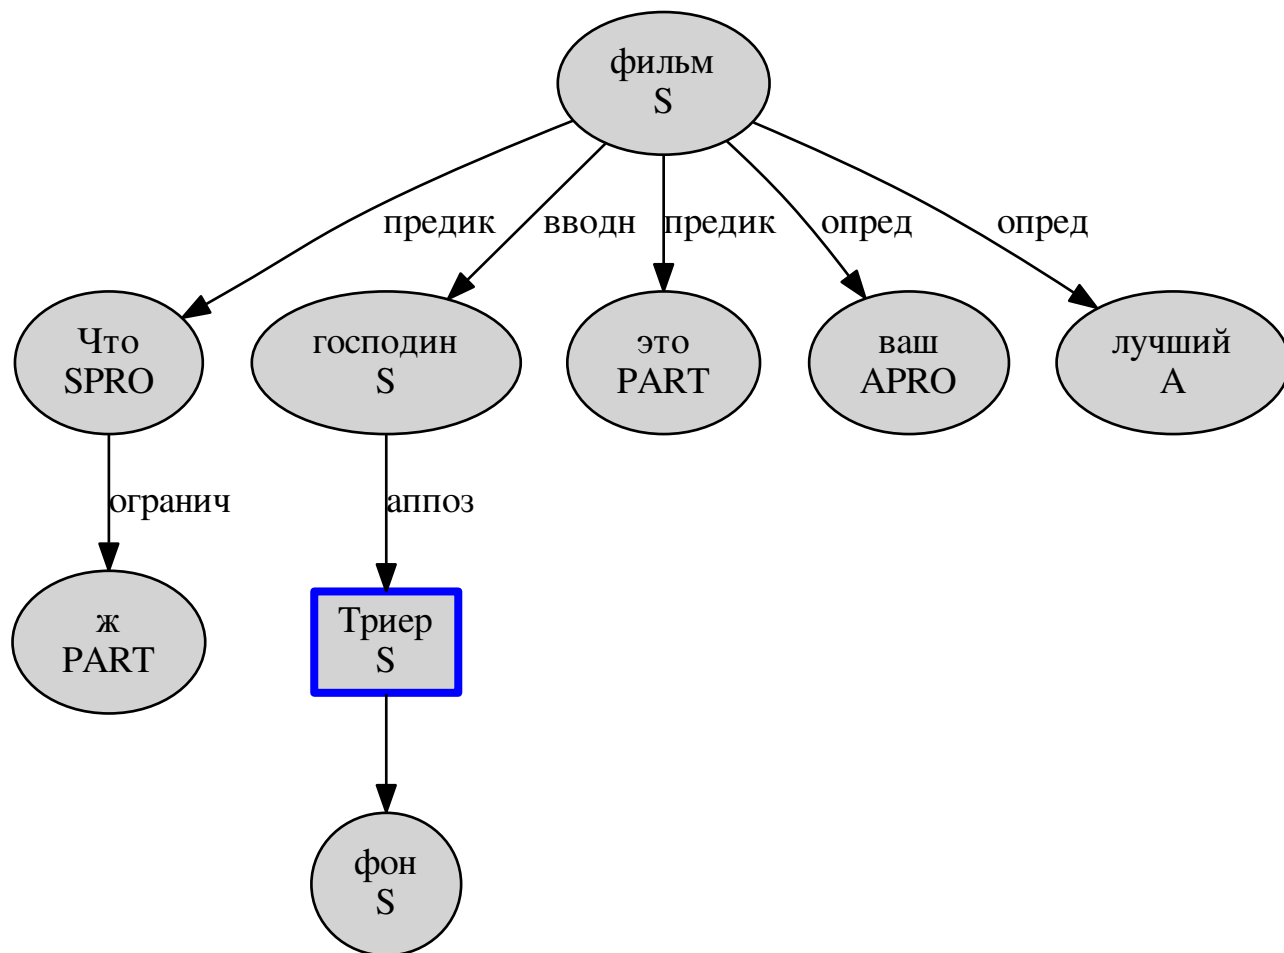 фильм
S
предик
вводн
предик
опред
опред
Что
SPRO
господин
S
это
PART
ваш
APRO
лучший
A
огранич
аппоз
ж
PART
Триер
S
фон
S